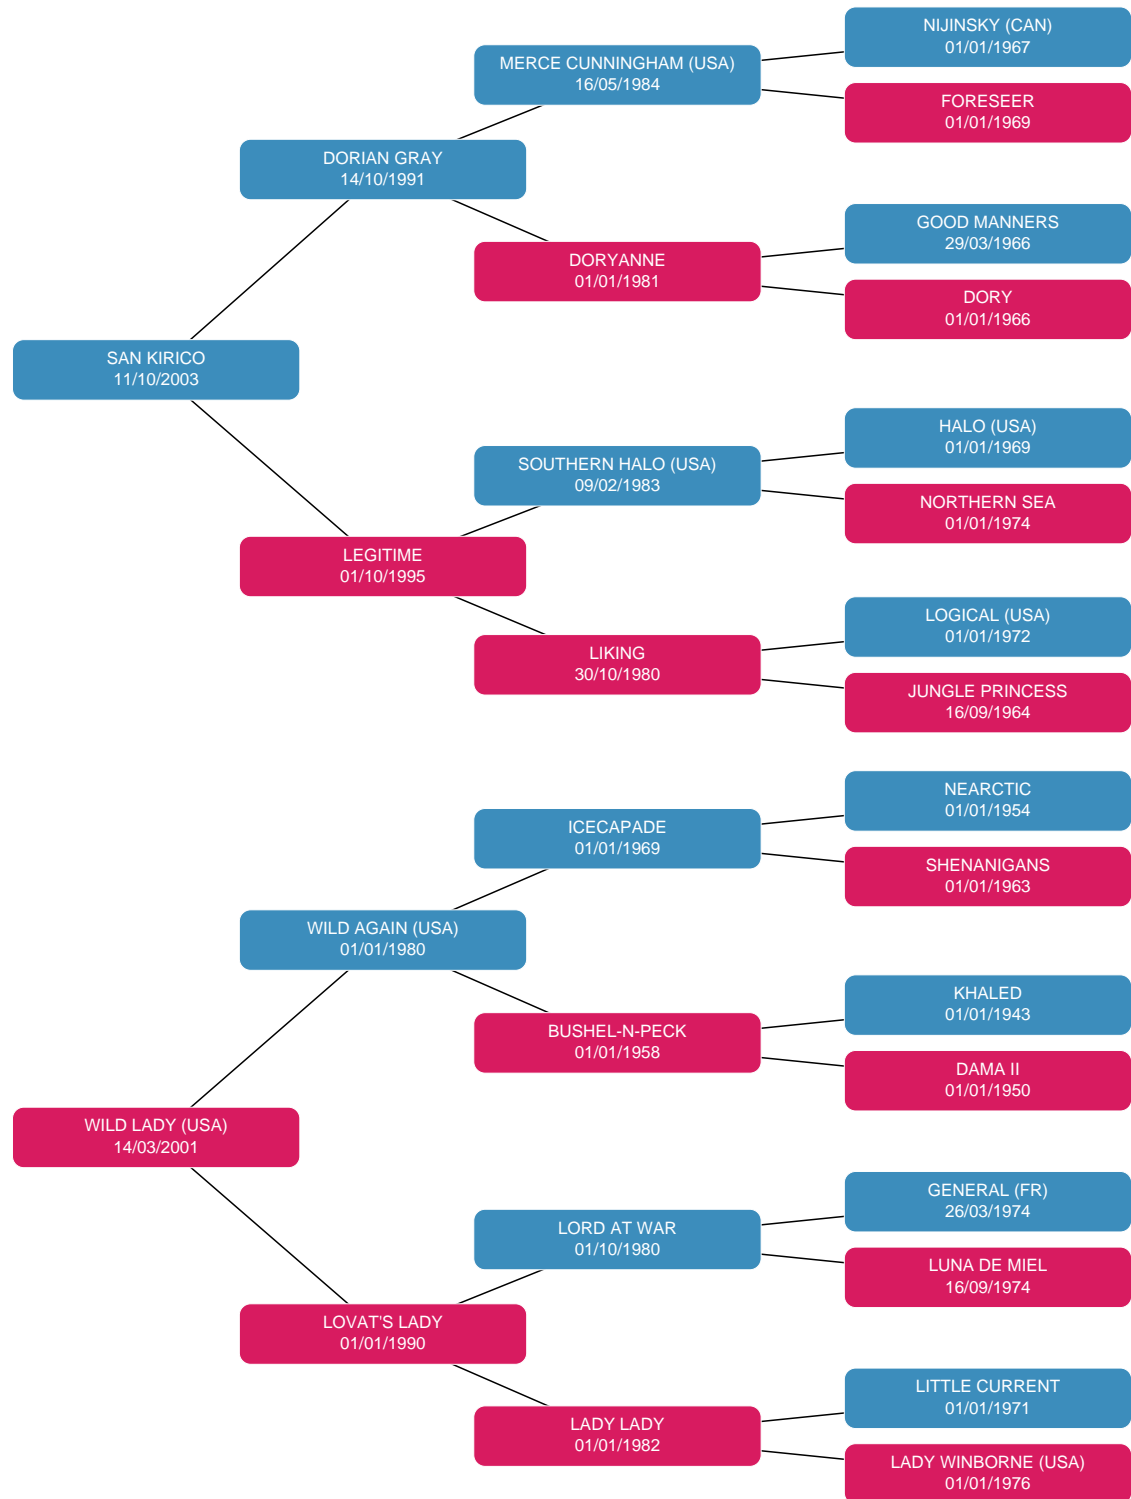 NIJINSKY (CAN)
01/01/1967
MERCE CUNNINGHAM (USA)
16/05/1984
FORESEER
01/01/1969
DORIAN GRAY
14/10/1991
GOOD MANNERS
29/03/1966
DORYANNE
01/01/1981
DORY
01/01/1966
SAN KIRICO
11/10/2003
HALO (USA)
01/01/1969
SOUTHERN HALO (USA)
09/02/1983
NORTHERN SEA
01/01/1974
LEGITIME
01/10/1995
LOGICAL (USA)
01/01/1972
LIKING
30/10/1980
JUNGLE PRINCESS
16/09/1964
NEARCTIC
01/01/1954
ICECAPADE
01/01/1969
SHENANIGANS
01/01/1963
WILD AGAIN (USA)
01/01/1980
KHALED
01/01/1943
BUSHEL-N-PECK
01/01/1958
DAMA II
01/01/1950
WILD LADY (USA)
14/03/2001
GENERAL (FR)
26/03/1974
LORD AT WAR
01/10/1980
LUNA DE MIEL
16/09/1974
LOVAT'S LADY
01/01/1990
LITTLE CURRENT
01/01/1971
LADY LADY
01/01/1982
LADY WINBORNE (USA)
01/01/1976